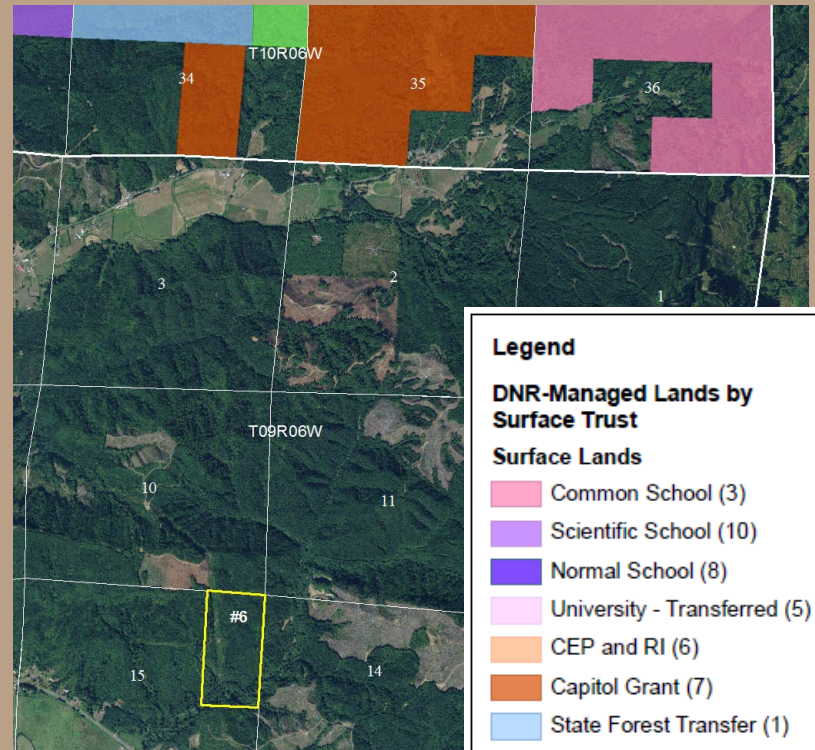 T10R06W
34
35
36
3
2
1
T09R06W
10
11
#6
15
14
Legend
DNR-Managed Lands by
Surface Trust
Surface Lands
Common School (3)
Scientific School (10)
Normal School (8)
University - Transferred (5)
CEP and RI (6)
Capitol Grant (7)
State Forest Transfer (1)